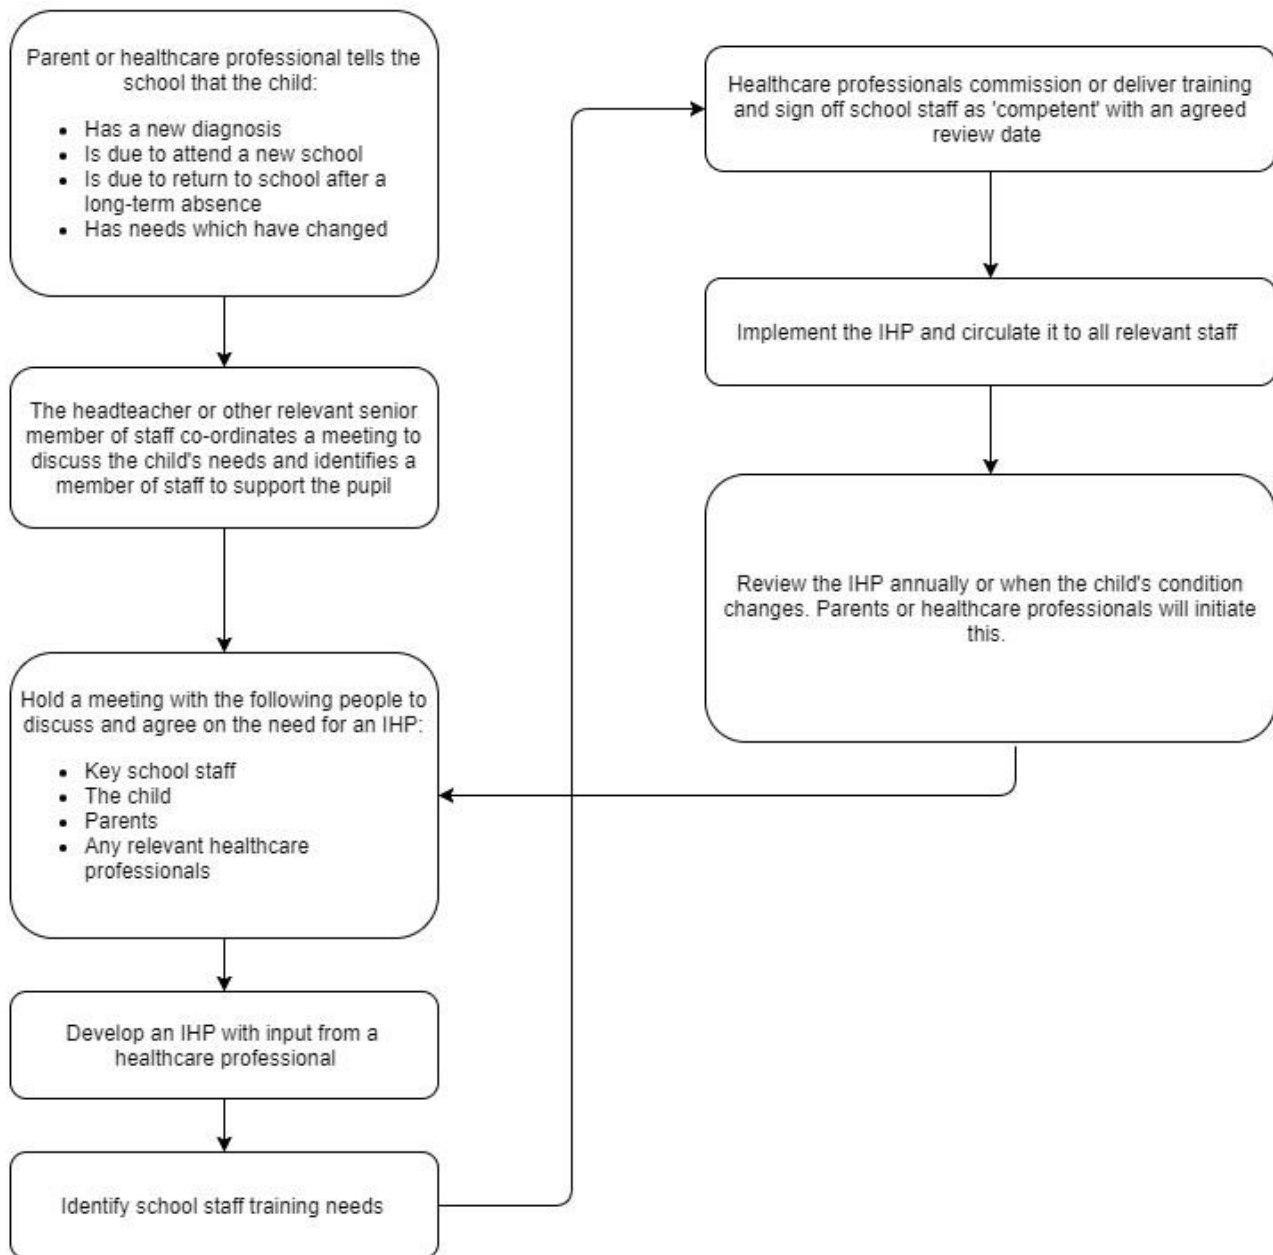 Parent or healthcare professional tells the
school that the child:
• Has a new diagnosis
• Is due to attend a new school
• Is due to return to school after a
long-term absence
• Has needs which have changed
The headteacher or other relevant senior
member of staff co-ordinates a meeting to
discuss the child's needs and identifies a
member of staff to support the pupil
Hold a meeting with the following people to
discuss and agree on the need for an IHP:
• Key school staff
• The child
• Parents
• Any relevant healthcare
professionals
Develop an IHP with input from a
healthcare professional
Identify school staff training needs
Healthcare professionals commission or deliver training
and sign off school staff as 'competent' with an agreed
review date
Implement the IHP and circulate it to all relevant staff
Review the IHP annually or when the child's condition
changes. Parents or healthcare professionals will initiate
this.